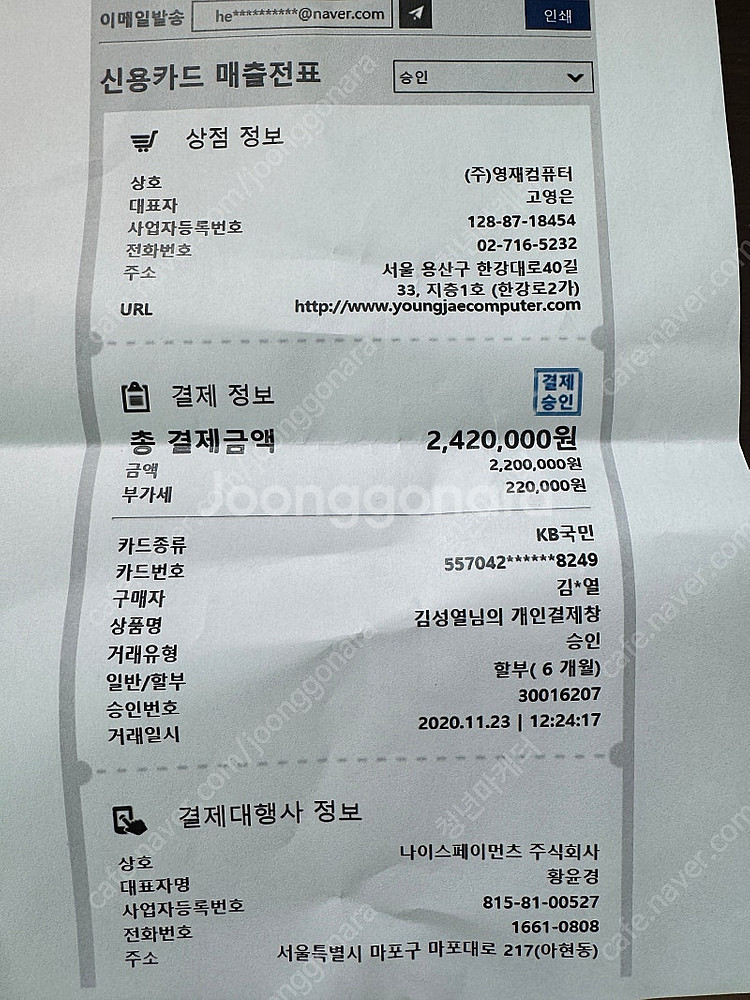 이메일발송 he**********@naver.com 인쇄
신용카드 매출전표 승인
상점 정보
상호 (주)영재컴퓨터
대표자 고영은
사업자등록번호 128-87-18454
전화번호 02-716-5232
주소 서울 용산구 한강대로40길
33, 지층1호 (한강로2가)
URL http://www.youngjaecomputer.com
결제 정보 결제
승인
총 결제금액 2,420,000원
금액 2,200,000원
부가세 220,000원
Joonggonara
카드종류 KB국민
카드번호 557042******8249
구매자 김*열
상품명 김성열님의 개인결제창
거래유형 승인
일반/할부 할부( 6 개월)
승인번호 30016207
거래일시 2020.11.23 | 12:24:17
청년마케터
결제대행사 정보
상호 나이스페이먼츠 주식회사
대표자명 황윤경
사업자등록번호 815-81-00527
전화번호 1661-0808
주소 서울특별시 마포구 마포대로 217(아현동)
cafe.naver.com/joonggonara